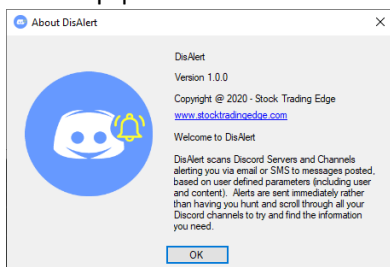 About DisAlert
DisAlert
Version 1.0.0
Copyright @ 2020 - Stock Trading Edge
www.stocktradingedge.com
Welcome to DisAlert
DisAlert scans Discord Servers and Channels
alerting you via email or SMS to messages posted,
based on user defined parameters (including user
and content). Alerts are sent immediately rather
than having you hunt and scroll through all your
Discord channels to try and find the information
you need.
OK